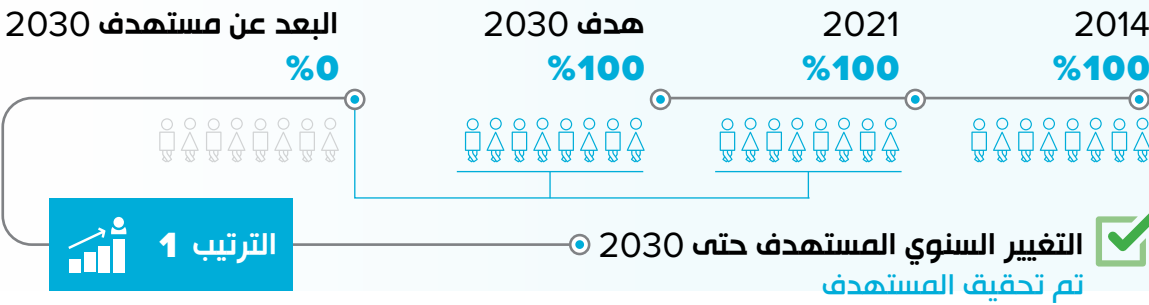 2014
%100
2021
%100
هدف 2030
%100
البعد عن مستهدف 2030
%0
التغيير السنوي المستهدف حتى 2030
تم تحقيق المستهدف
الترتيب 1